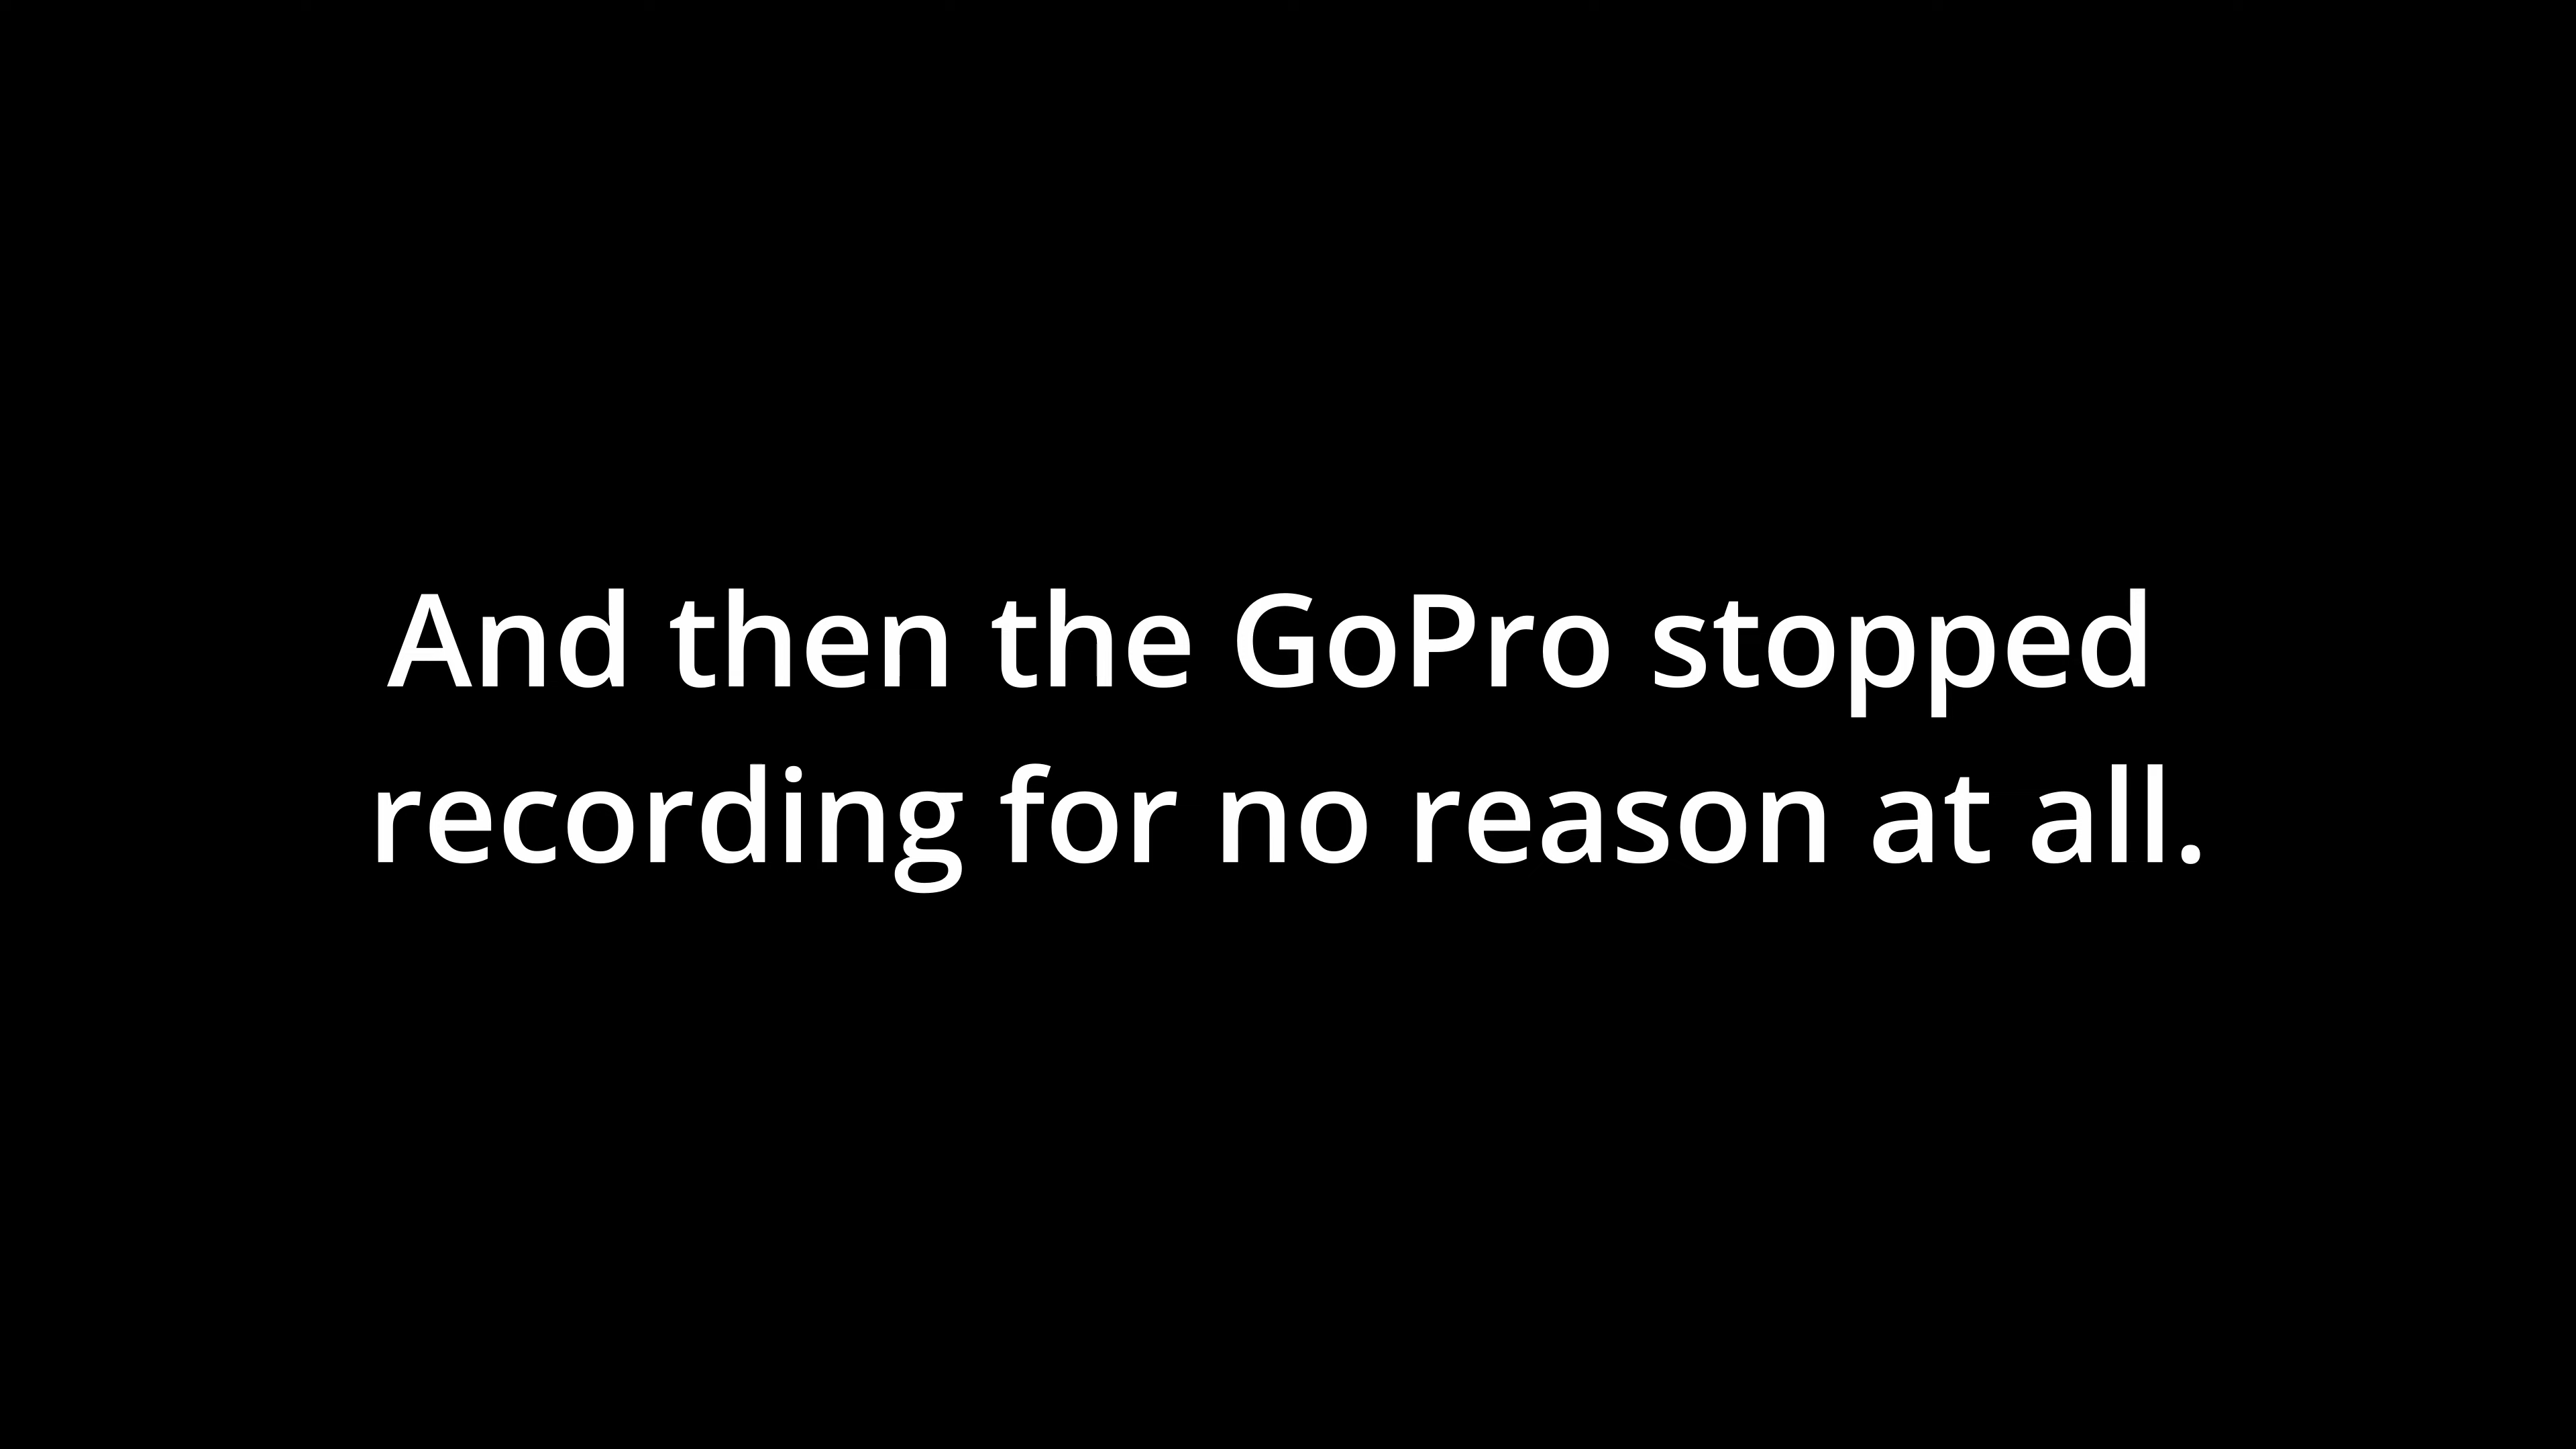 And then the GoPro stopped
recording for no reason at all.